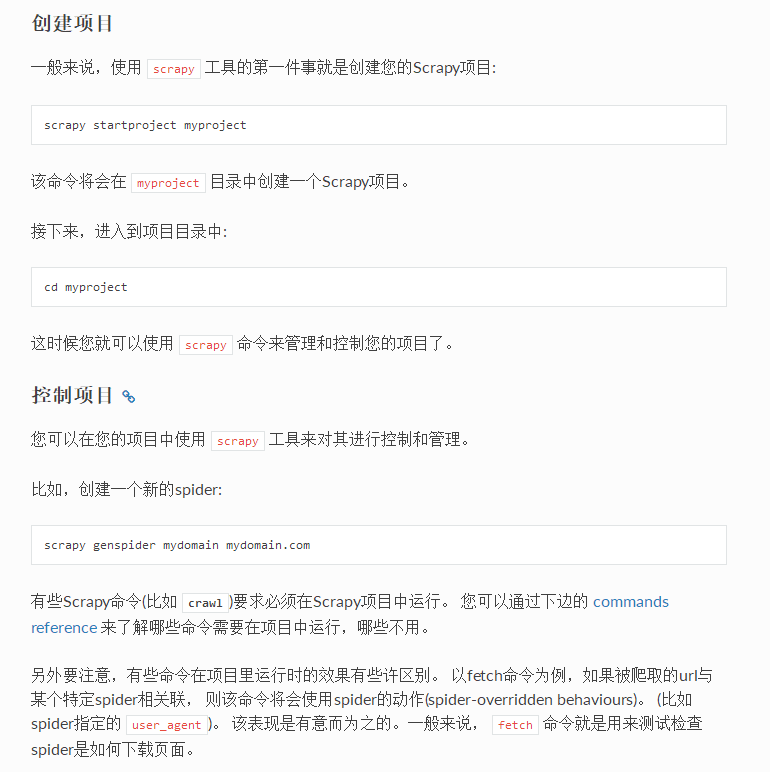 创建项目
一般来说，使用 scrapy 工具的第一件事就是创建您的Scrapy项目:
scrapy startproject myproject
该命令将会在 myproject 目录中创建一个Scrapy项目。
接下来，进入到项目目录中:
cd myproject
这时候您就可以使用 scrapy 命令来管理和控制您的项目了。
控制项目
您可以在您的项目中使用 scrapy 工具来对其进行控制和管理。
比如，创建一个新的spider:
scrapy genspider mydomain mydomain.com
有些Scrapy命令(比如 crawl)要求必须在Scrapy项目中运行。 您可以通过下边的 commands
reference 来了解哪些命令需要在项目中运行，哪些不用。
另外要注意，有些命令在项目里运行时的效果有些许区别。 以fetch命令为例，如果被爬取的url与
某个特定spider相关联， 则该命令将会使用spider的动作(spider-overridden behaviours)。 (比如
spider指定的 user_agent)。 该表现是有意而为之的。一般来说， fetch 命令就是用来测试检查
spider是如何下载页面。